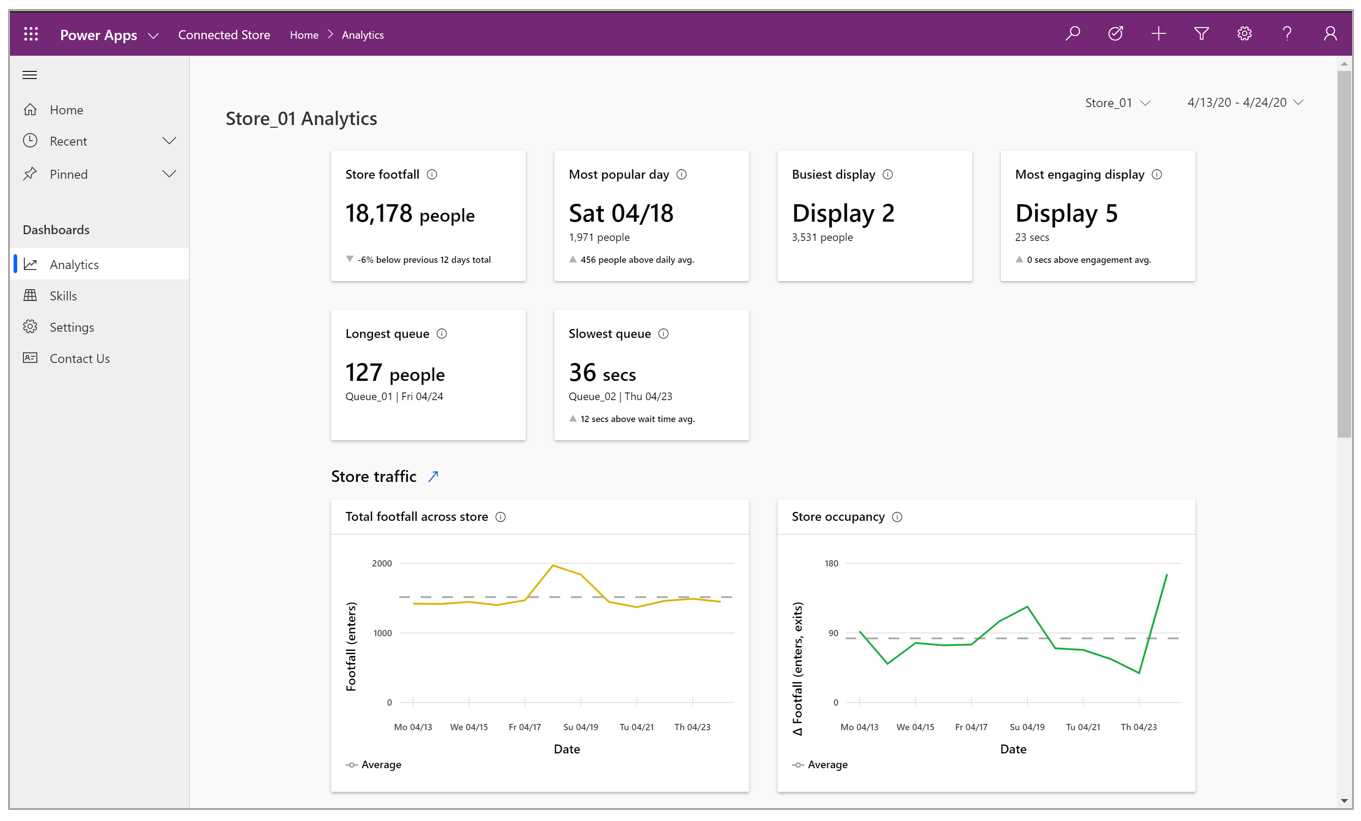 Power Apps Connected Store Home Analytics
Home
Recent
Pinned
Dashboards
Analytics
Skills
Settings
Contact Us
Store_01 Analytics
Store_01
4/13/20 - 4/24/20
Store footfall
18,178 people
-6% below previous 12 days total
Most popular day
Sat 04/18
1,971 people
456 people above daily avg.
Busiest display
Display 2
3,531 people
Most engaging display
Display 5
23 secs
0 secs above engagement avg.
Longest queue
127 people
Queue_01 | Fri 04/24
Slowest queue
36 secs
Queue_02 | Thu 04/23
12 secs above wait time avg.
Store traffic
Total footfall across store
Footfall (enters)
2000
1000
0
Mo 04/13 We 04/15 Fr 04/17 Su 04/19 Tu 04/21 Th 04/23
Date
Average
Store occupancy
Δ Footfall (enters, exits)
180
90
0
Mo 04/13 We 04/15 Fr 04/17 Su 04/19 Tu 04/21 Th 04/23
Date
Average